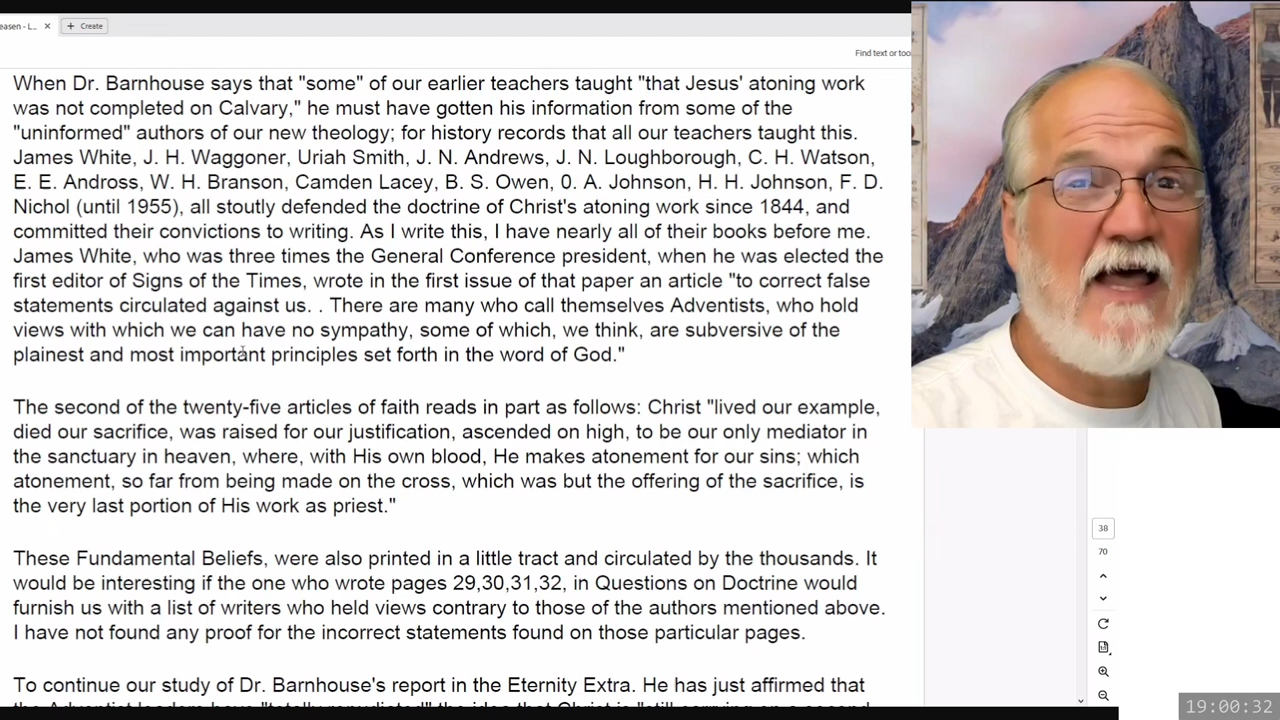 easen - L...
Create
Find text or too
When Dr. Barnhouse says that "some" of our earlier teachers taught "that Jesus' atoning work
was not completed on Calvary," he must have gotten his information from some of the
"uninformed" authors of our new theology; for history records that all our teachers taught this.
James White, J. H. Waggoner, Uriah Smith, J. N. Andrews, J. N. Loughborough, C. H. Watson,
E. E. Andross, W. H. Branson, Camden Lacey, B. S. Owen, 0. A. Johnson, H. H. Johnson, F. D.
Nichol (until 1955), all stoutly defended the doctrine of Christ's atoning work since 1844, and
committed their convictions to writing. As I write this, I have nearly all of their books before me.
James White, who was three times the General Conference president, when he was elected the
first editor of Signs of the Times, wrote in the first issue of that paper an article "to correct false
statements circulated against us. . There are many who call themselves Adventists, who hold
views with which we can have no sympathy, some of which, we think, are subversive of the
plainest and most important principles set forth in the word of God."
The second of the twenty-five articles of faith reads in part as follows: Christ "lived our example,
died our sacrifice, was raised for our justification, ascended on high, to be our only mediator in
the sanctuary in heaven, where, with His own blood, He makes atonement for our sins; which
atonement, so far from being made on the cross, which was but the offering of the sacrifice, is
the very last portion of His work as priest."
These Fundamental Beliefs, were also printed in a little tract and circulated by the thousands. It
would be interesting if the one who wrote pages 29,30,31,32, in Questions on Doctrine would
furnish us with a list of writers who held views contrary to those of the authors mentioned above.
I have not found any proof for the incorrect statements found on those particular pages.
To continue our study of Dr. Barnhouse's report in the Eternity Extra. He has just affirmed that
38
70
19:00:32